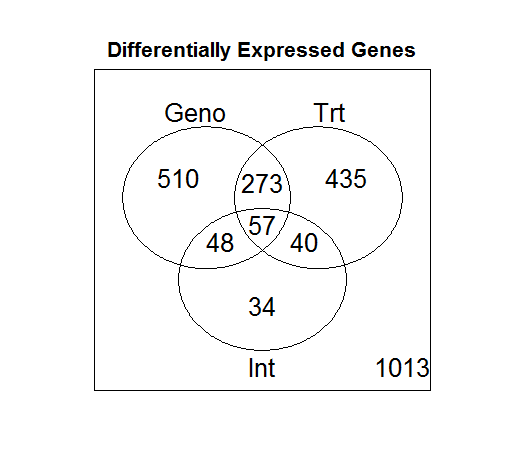 Differentially Expressed Genes
Geno Trt
510 273 435
48 57 40
34
Int
1013